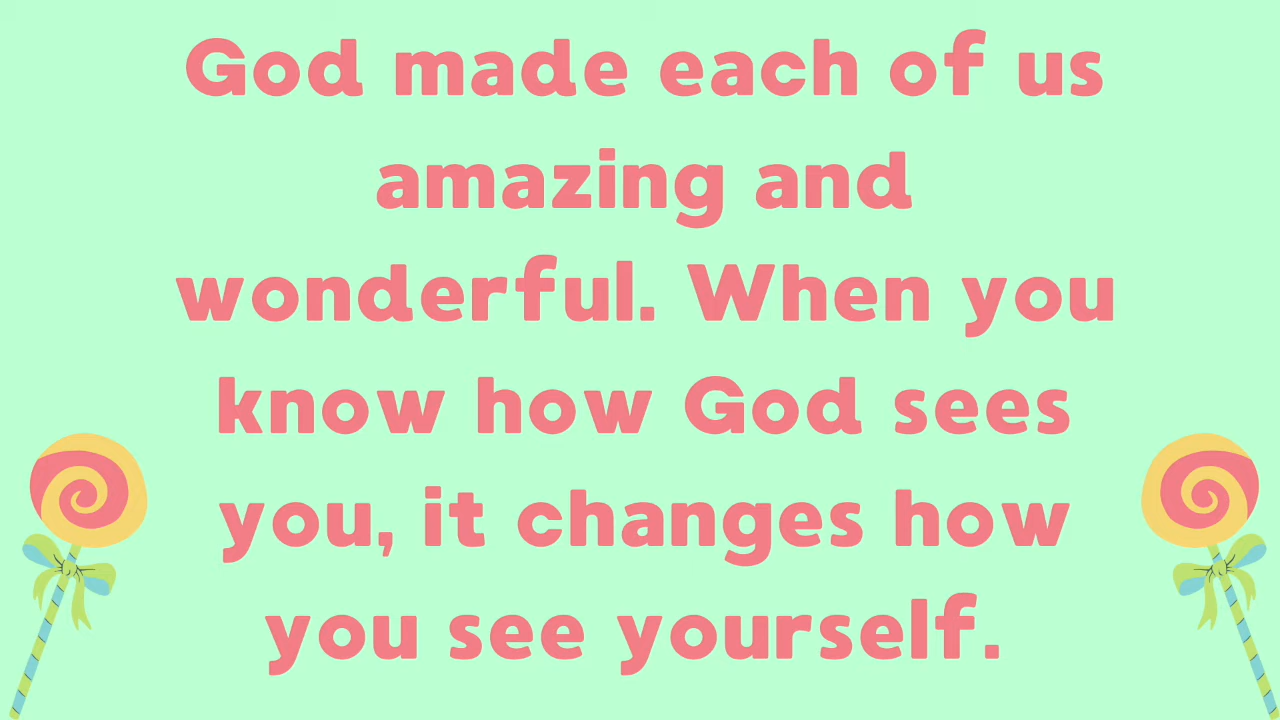 God made each of us
amazing and
wonderful. When you
know how God sees
you, it changes how
you see yourself.